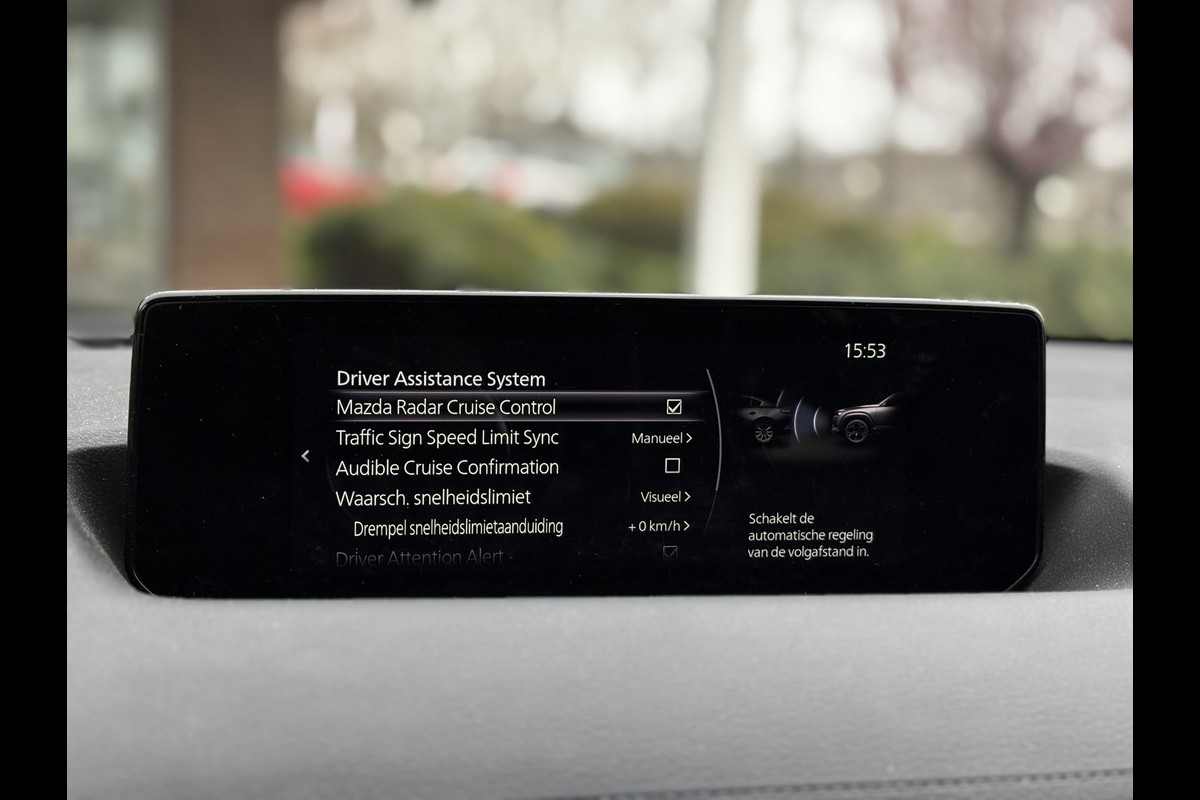 15:53
Driver Assistance System
Mazda Radar Cruise Control
Traffic Sign Speed Limit Sync Manueel
Audible Cruise Confirmation
Waarsch. snelheidslimiet Visueel
Drempel snelheidslimietaanduiding +0 km/h
Driver Attention Alert
Schakelt de
automatische regeling
van de volgafstand in.